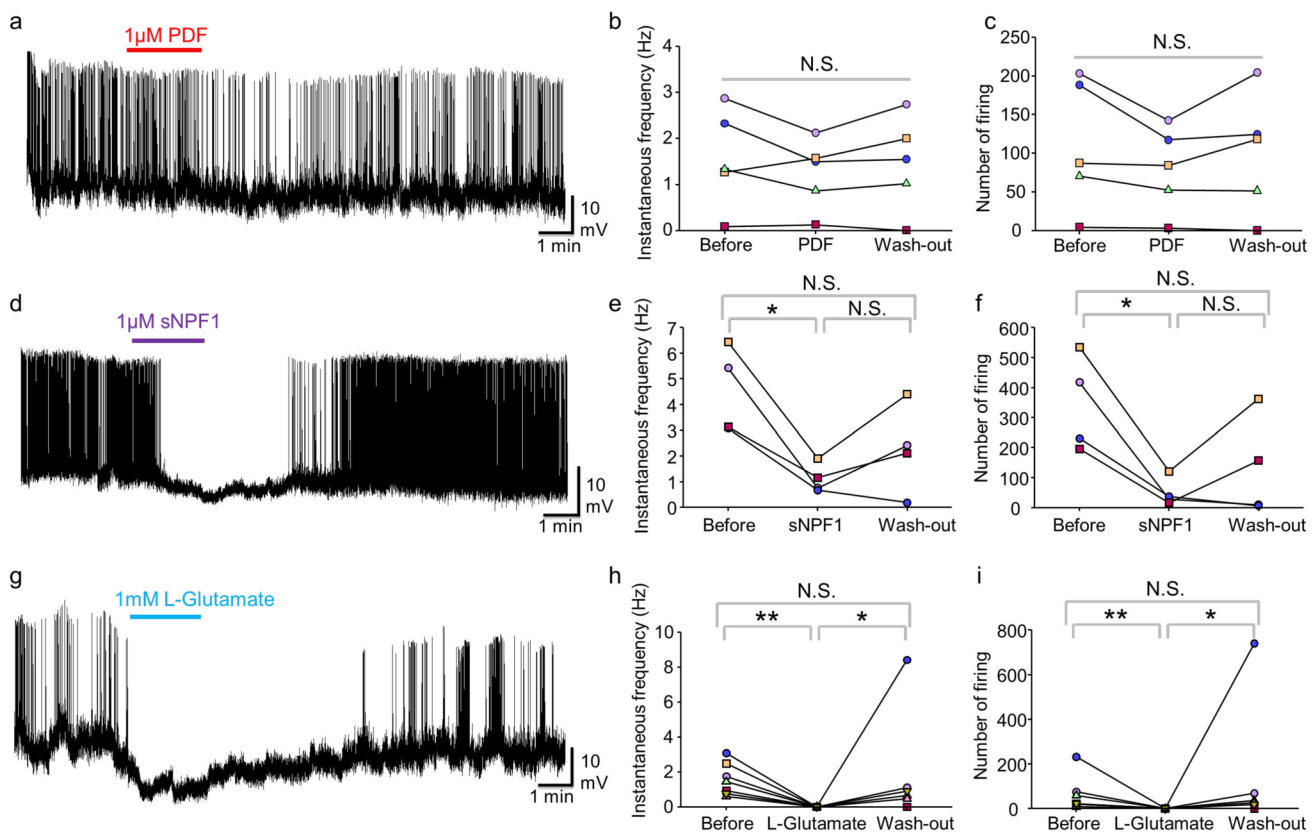 a
1µM PDF
10
mV
1 min
b
N.S.
Instantaneous frequency (Hz)
4
3
2
1
0
Before PDF Wash-out
c
N.S.
Number of firing
250
200
150
100
50
0
Before PDF Wash-out
d
1µM sNPF1
10
mV
1 min
e
N.S.
* N.S.
Instantaneous frequency (Hz)
7
6
5
4
3
2
1
0
Before sNPF1 Wash-out
f
N.S.
* N.S.
Number of firing
600
500
400
300
200
100
0
Before sNPF1 Wash-out
g
1mM L-Glutamate
10
mV
1 min
h
N.S.
** *
Instantaneous frequency (Hz)
10
8
6
4
2
0
Before L-Glutamate Wash-out
i
N.S.
** *
Number of firing
800
600
400
200
0
Before L-Glutamate Wash-out